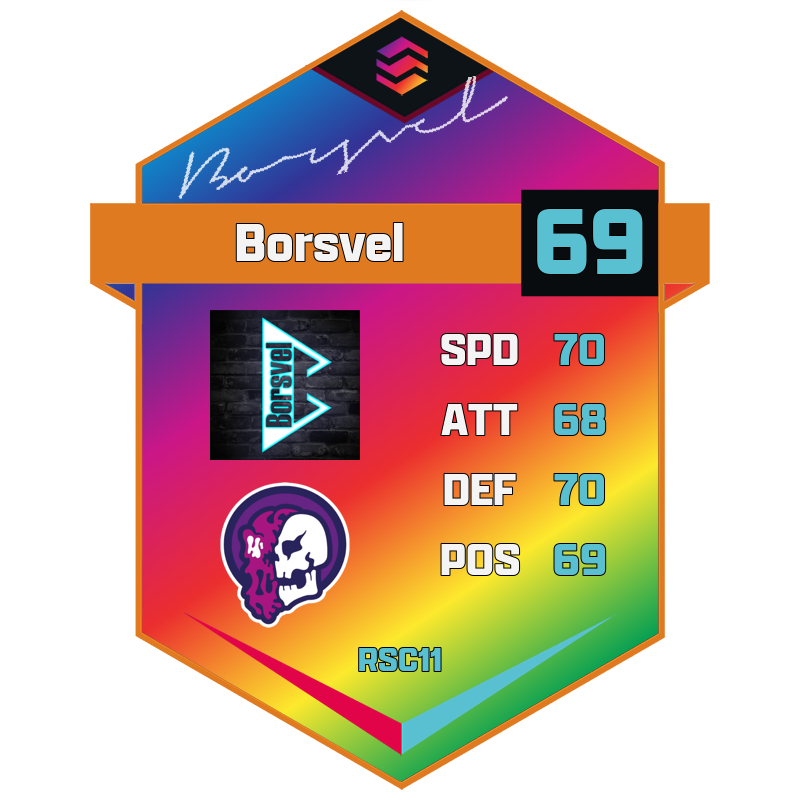 Borsvel
Borsvel
69
Borsvel
SPD 70
ATT 68
DEF 70
POS 69
RSC11